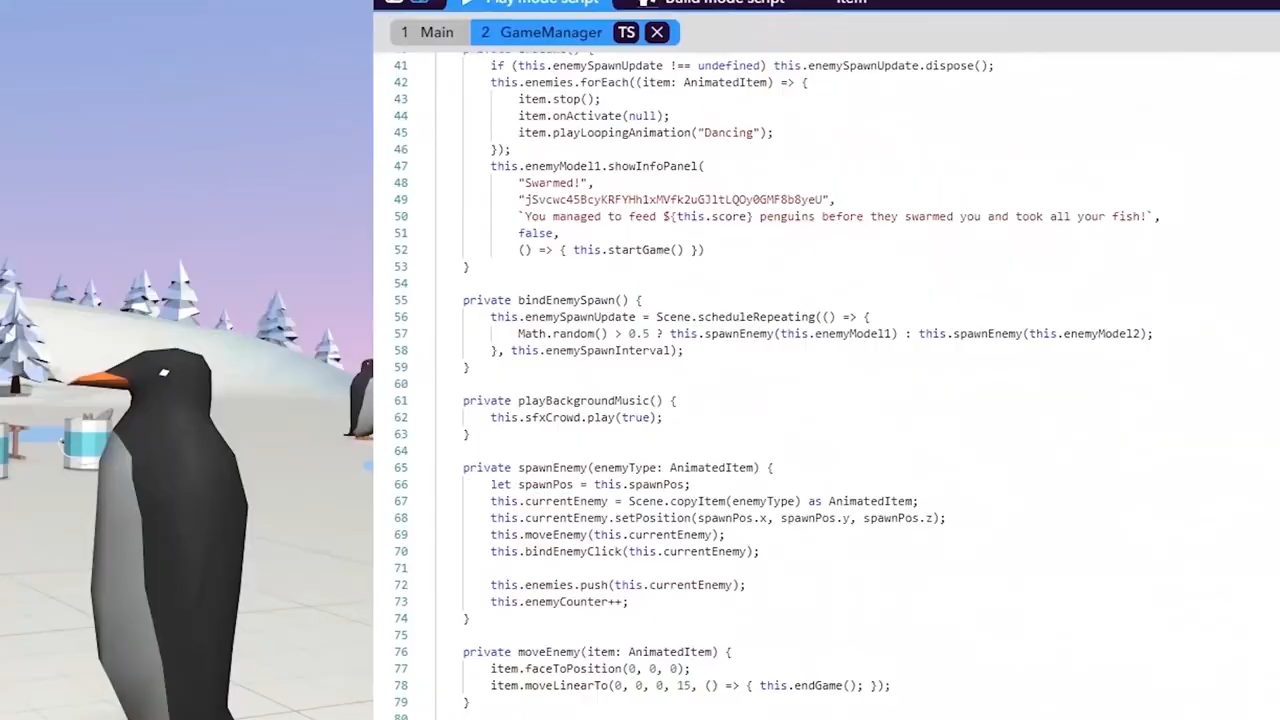 Play mode script Build mode script Item
1 Main 2 GameManager TS X
41 if (this.enemySpawnUpdate !== undefined) this.enemySpawnUpdate.dispose();
42 this.enemies.forEach((item: AnimatedItem) => {
43 item.stop();
44 item.onActivate(null);
45 item.playLoopingAnimation("Dancing");
46 });
47 this.enemyModel1.showInfoPanel(
48 "Swarmed!",
49
50 `You managed to feed ${this.score} penguins before they swarmed you and took all your fish!`,
51 false,
52 () => { this.startGame() })
53 }
54
55 private bindEnemySpawn() {
56 this.enemySpawnUpdate = Scene.scheduleRepeating(() => {
57 Math.random() > 0.5 ? this.spawnEnemy(this.enemyModel1) : this.spawnEnemy(this.enemyModel2);
58 }, this.enemySpawnInterval);
59 }
60
61 private playBackgroundMusic() {
62 this.sfxCrowd.play(true);
63 }
64
65 private spawnEnemy(enemyType: AnimatedItem) {
66 let spawnPos = this.spawnPos;
67 this.currentEnemy = Scene.copyItem(enemyType) as AnimatedItem;
68 this.currentEnemy.setPosition(spawnPos.x, spawnPos.y, spawnPos.z);
69 this.moveEnemy(this.currentEnemy);
70 this.bindEnemyClick(this.currentEnemy);
71
72 this.enemies.push(this.currentEnemy);
73 this.enemyCounter++;
74 }
75
76 private moveEnemy(item: AnimatedItem) {
77 item.faceToPosition(0, 0, 0);
78 item.moveLinearTo(0, 0, 0, 15, () => { this.endGame(); });
79 }
80